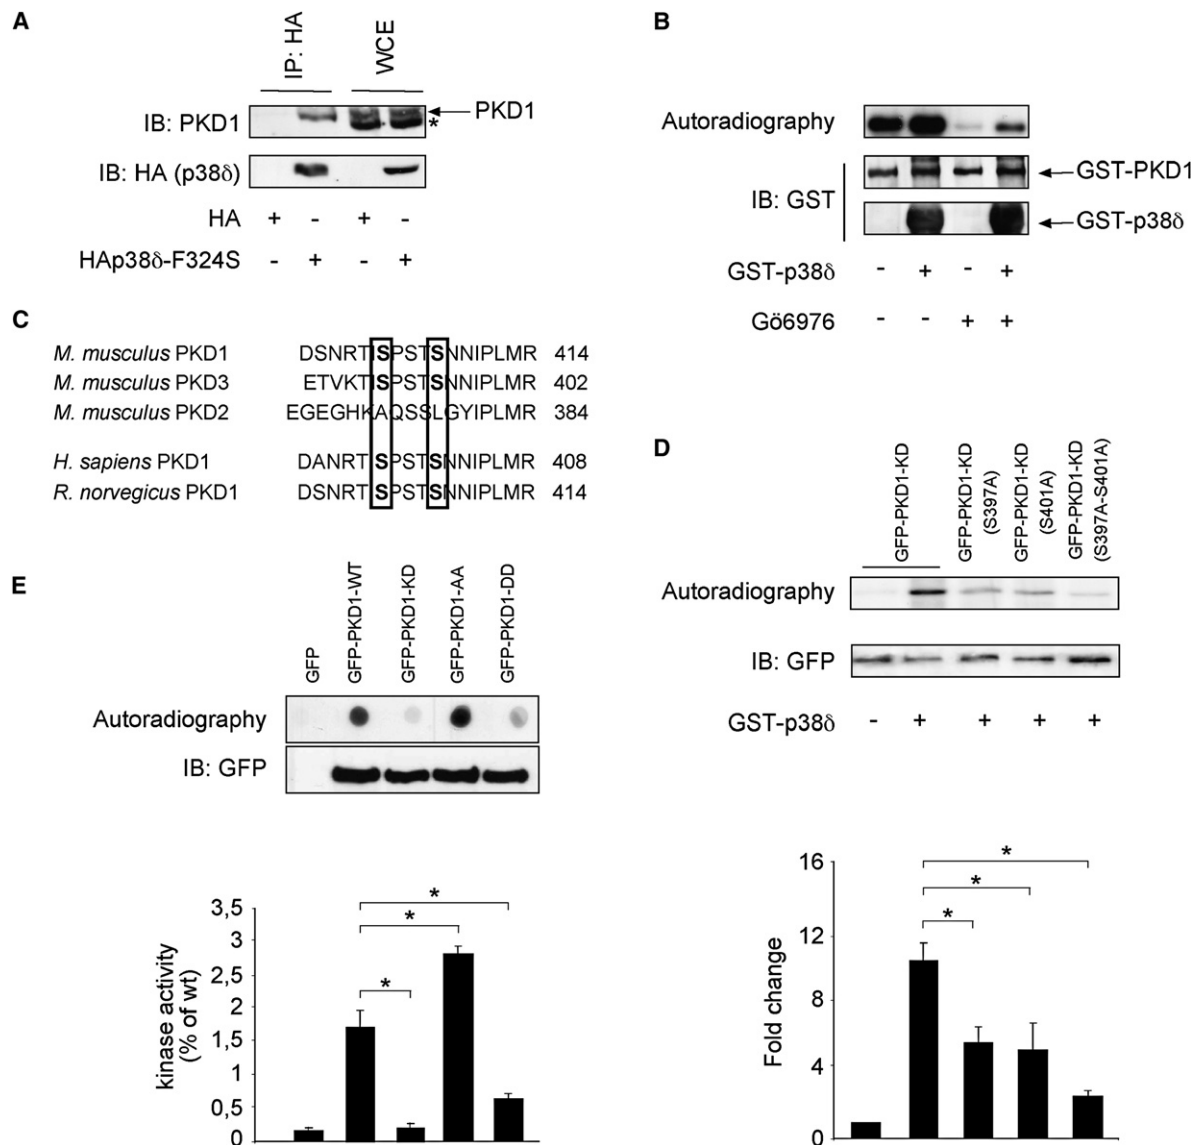 A
IP: HA
WCE
IB: PKD1
PKD1
*
IB: HA (p38δ)
HA + - + -
HAp38δ-F324S - + - +
B
Autoradiography
IB: GST
GST-PKD1
GST-p38δ
GST-p38δ - + - +
Gö6976 - - + +
C
M. musculus PKD1 DSNRTISPSTSNNIPLMR 414
M. musculus PKD3 ETVKTISPSTSNNIPLMR 402
M. musculus PKD2 EGEGHKAQSSLGYIPLMR 384
H. sapiens PKD1 DANRTISPSTSNNIPLMR 408
R. norvegicus PKD1 DSNRTISPSTSNNIPLMR 414
D
GFP-PKD1-KD
GFP-PKD1-KD
(S397A)
GFP-PKD1-KD
(S401A)
GFP-PKD1-KD
(S397A-S401A)
Autoradiography
IB: GFP
GST-p38δ - + + + +
16
12
8
4
0
Fold change
*
*
*
E
GFP
GFP-PKD1-WT
GFP-PKD1-KD
GFP-PKD1-AA
GFP-PKD1-DD
Autoradiography
IB: GFP
3,5
3
2,5
2
1,5
1
0,5
0
kinase activity
(% of wt)
*
*
*